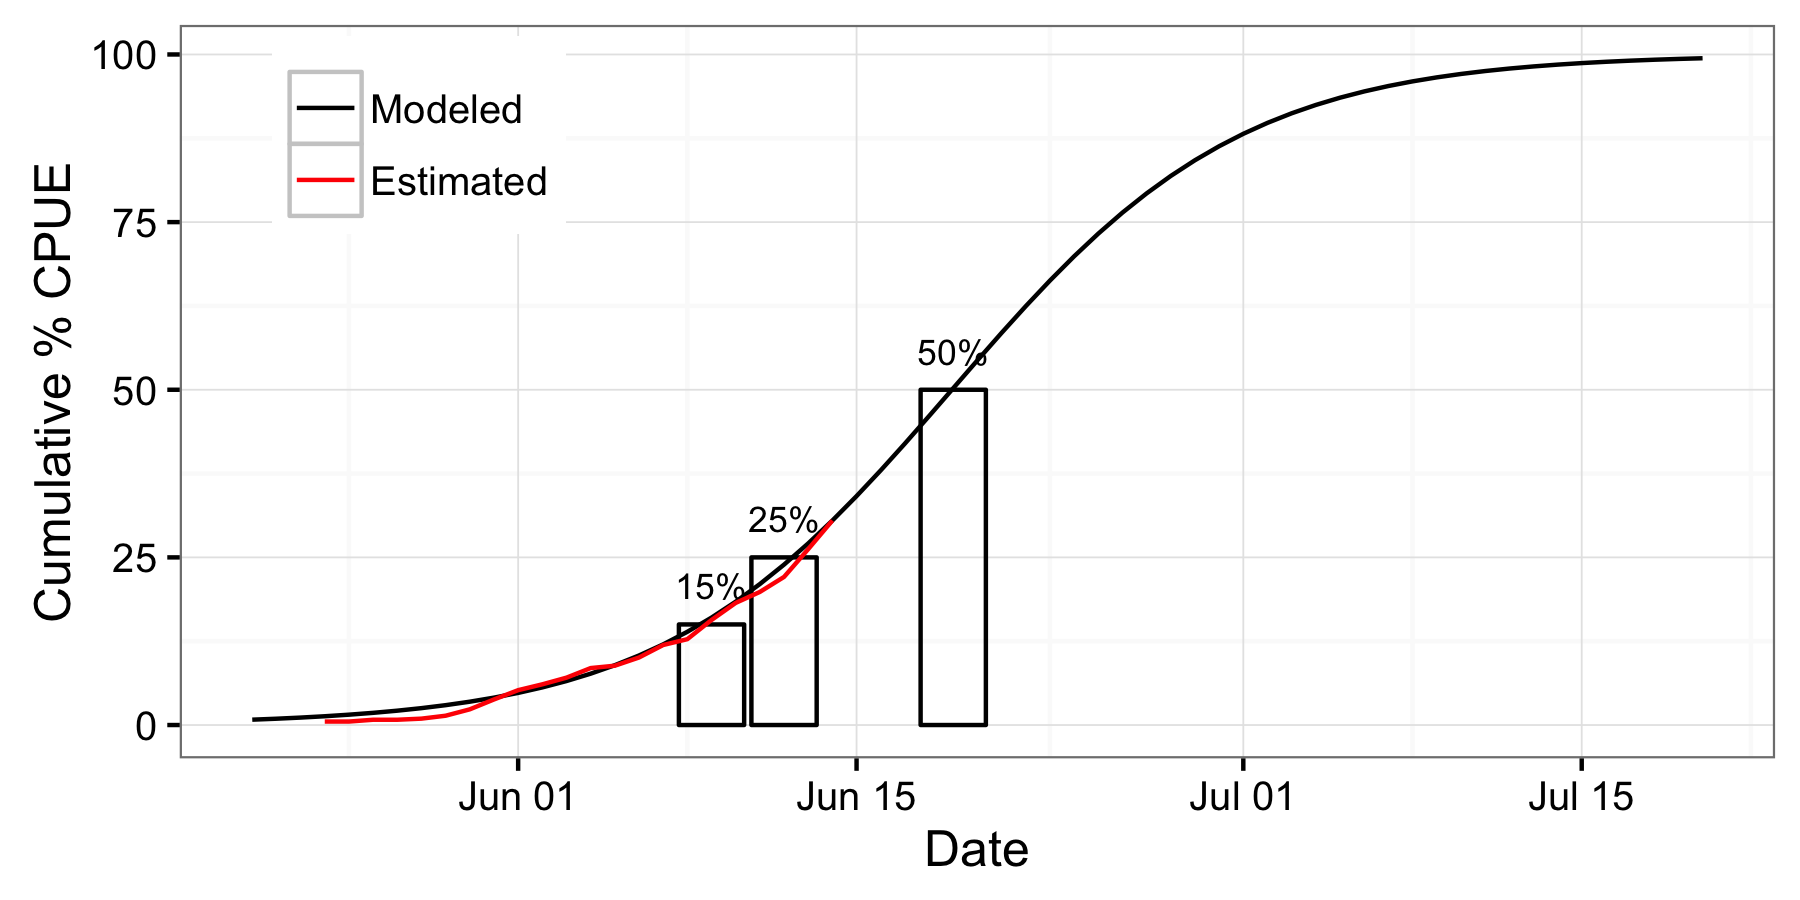 Cumulative % CPUE
100
75
50
25
0
Modeled
Estimated
15%
25%
50%
Jun 01
Jun 15
Jul 01
Jul 15
Date